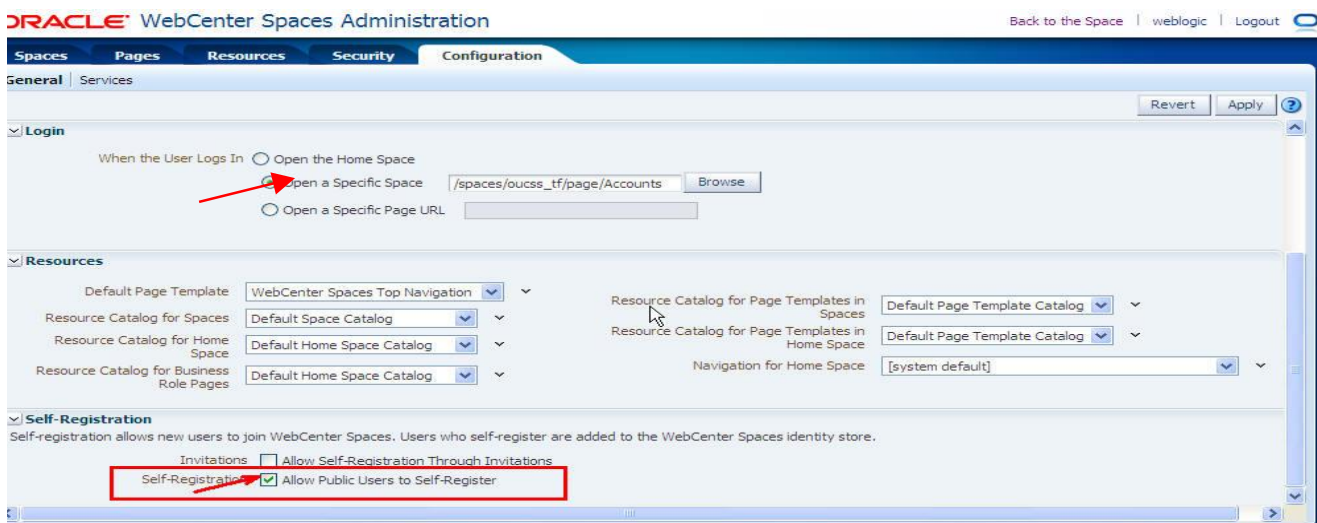 ORACLE WebCenter Spaces Administration
Back to the Space | weblogic | Logout
Spaces Pages Resources Security Configuration
General | Services
Revert Apply ?
Login
When the User Logs In Open the Home Space
Open a Specific Space /spaces/oucss_tf/page/Accounts Browse
Open a Specific Page URL
Resources
Default Page Template WebCenter Spaces Top Navigation
Resource Catalog for Spaces Default Space Catalog
Resource Catalog for Home
Space
Default Home Space Catalog
Resource Catalog for Business
Role Pages
Default Home Space Catalog
Resource Catalog for Page Templates in
Spaces
Default Page Template Catalog
Resource Catalog for Page Templates in
Home Space
Default Page Template Catalog
Navigation for Home Space [system default]
Self-Registration
Self-registration allows new users to join WebCenter Spaces. Users who self-register are added to the WebCenter Spaces identity store.
Invitations Allow Self-Registration Through Invitations
Self-Registration Allow Public Users to Self-Register